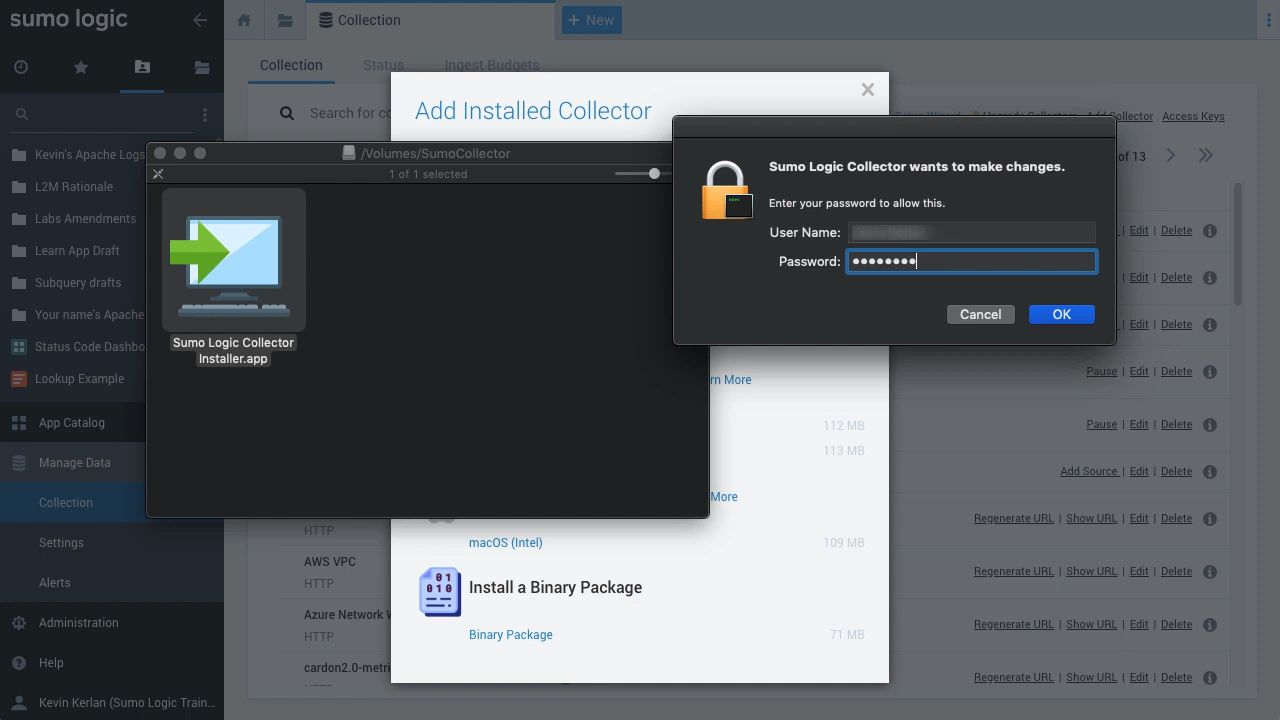 sumo logic
Collection
+ New
Collection
Status
Ingest Budgets
Search for co
Add Installed Collector
Setup Wizard
Upgrade Collectors
Add Collector
Access Keys
of 13
Kevin's Apache Logs
L2M Rationale
Labs Amendments
Learn App Draft
Subquery drafts
Your name's Apache
Status Code Dashbo
Lookup Example
App Catalog
Manage Data
Collection
Settings
Alerts
Administration
Help
Kevin Kerlan (Sumo Logic Train...
/Volumes/SumoCollector
1 of 1 selected
Sumo Logic Collector
Installer.app
Sumo Logic Collector wants to make changes.
Enter your password to allow this.
User Name:
Password: ●●●●●●●●
Cancel
OK
Edit | Delete
Edit | Delete
Edit | Delete
Pause | Edit | Delete
Pause | Edit | Delete
Add Source | Edit | Delete
Regenerate URL | Show URL | Edit | Delete
Regenerate URL | Show URL | Edit | Delete
Regenerate URL | Show URL | Edit | Delete
Regenerate URL | Show URL | Edit | Delete
rn More
112 MB
113 MB
More
macOS (Intel)
109 MB
Install a Binary Package
Binary Package
71 MB
HTTP
AWS VPC
HTTP
Azure Network W
HTTP
cardon2.0-metri